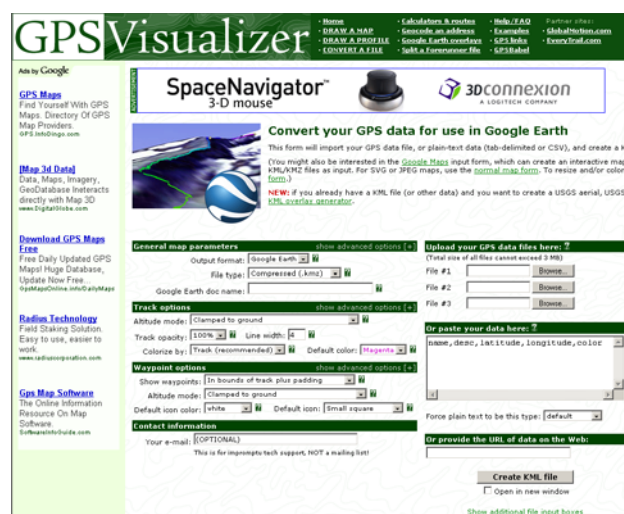 GPSVisualizer
· Home
· DRAW A MAP
· DRAW A PROFILE
· CONVERT A FILE
· Calculators & routes
· Geocode an address
· Google Earth overlays
· Split a Forerunner file
· Help/FAQ
· Examples
· GPS links
· GPSBabel
Partner sites:
· GlobalMotion.com
· EveryTrail.com
Ads by Google
GPS Maps
Find Yourself With GPS
Maps. Directory Of GPS
Map Providers.
GPS.InfoDingo.com
[Map 3d Data]
Data, Maps, Imagery,
GeoDatabase Ineteracts
directly with Map 3D
www.DigitalGlobe.com
Download GPS Maps
Free
Free Daily Updated GPS
Maps! Huge Database,
Update Now Free...
GpsMapsOnline.info/DailyMaps
Radius Technology
Field Staking Solution.
Easy to use, easier to
work.
www.radiuscorporation.com
Gps Map Software
The Online Information
Resource On Map
Software.
SoftwareInfoGuide.com
ADVERTISEMENT
SpaceNavigator™
3-D mouse
3Dconnexion
A LOGITECH COMPANY
Convert your GPS data for use in Google Earth
This form will import your GPS data file, or plain-text data (tab-delimited or CSV), and create a K
(You might also be interested in the Google Maps input form, which can create an interactive map
KML/KMZ files as input. For SVG or JPEG maps, use the normal map form. To resize and/or color
form.)
NEW: if you already have a KML file (or other data) and you want to create a USGS aerial, USGS
KML overlay generator.
General map parameters show advanced options [+]
Output format: Google Earth
File type: Compressed (.kmz)
Google Earth doc name:
Track options show advanced options [+]
Altitude mode: Clamped to ground
Track opacity: 100% Line width: 4
Colorize by: Track (recommended) Default color: Magenta
Waypoint options show advanced options [+]
Show waypoints: In bounds of track plus padding
Altitude mode: Clamped to ground
Default icon color: white Default icon: Small square
Contact information
Your e-mail: (OPTIONAL)
This is for impromptu tech support, NOT a mailing list!
Upload your GPS data files here: ?
(Total size of all files cannot exceed 3 MB)
File #1 Browse...
File #2 Browse...
File #3 Browse...
Or paste your data here: ?
name,desc,latitude,longitude,color
Force plain text to be this type: default
Or provide the URL of data on the Web:
Create KML file
Open in new window
Show additional file input boxes